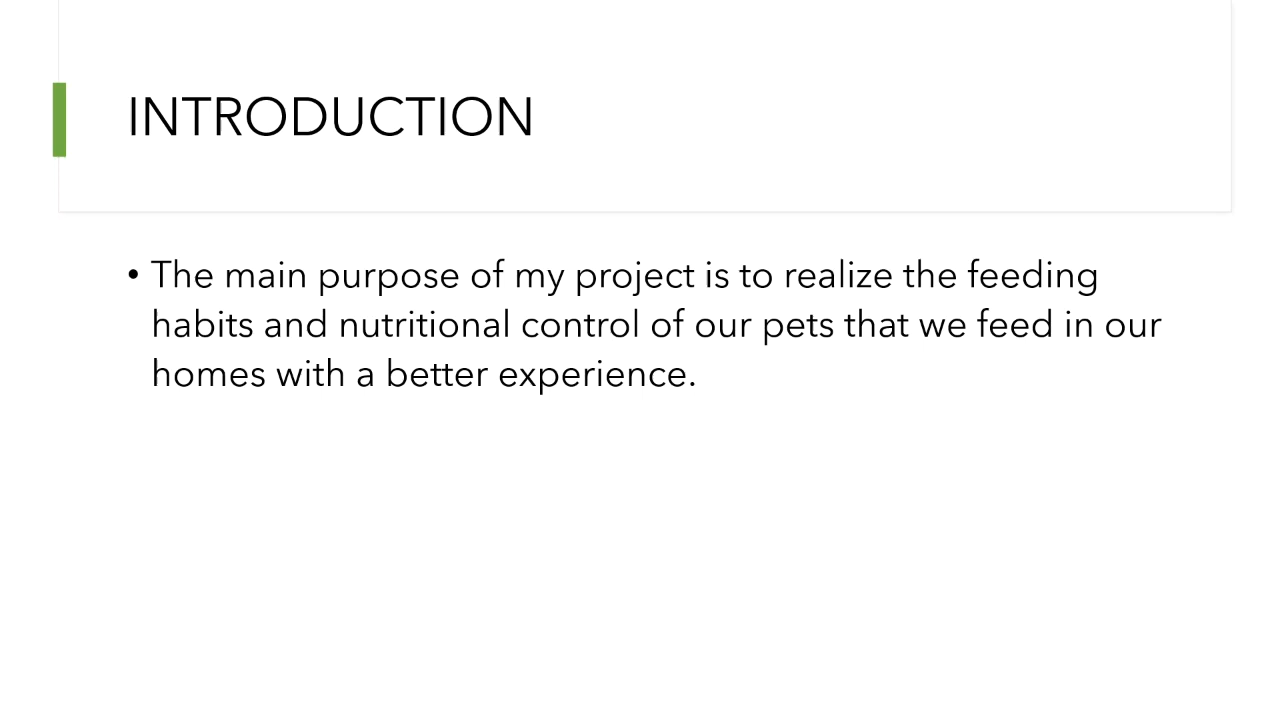 INTRODUCTION
• The main purpose of my project is to realize the feeding
habits and nutritional control of our pets that we feed in our
homes with a better experience.